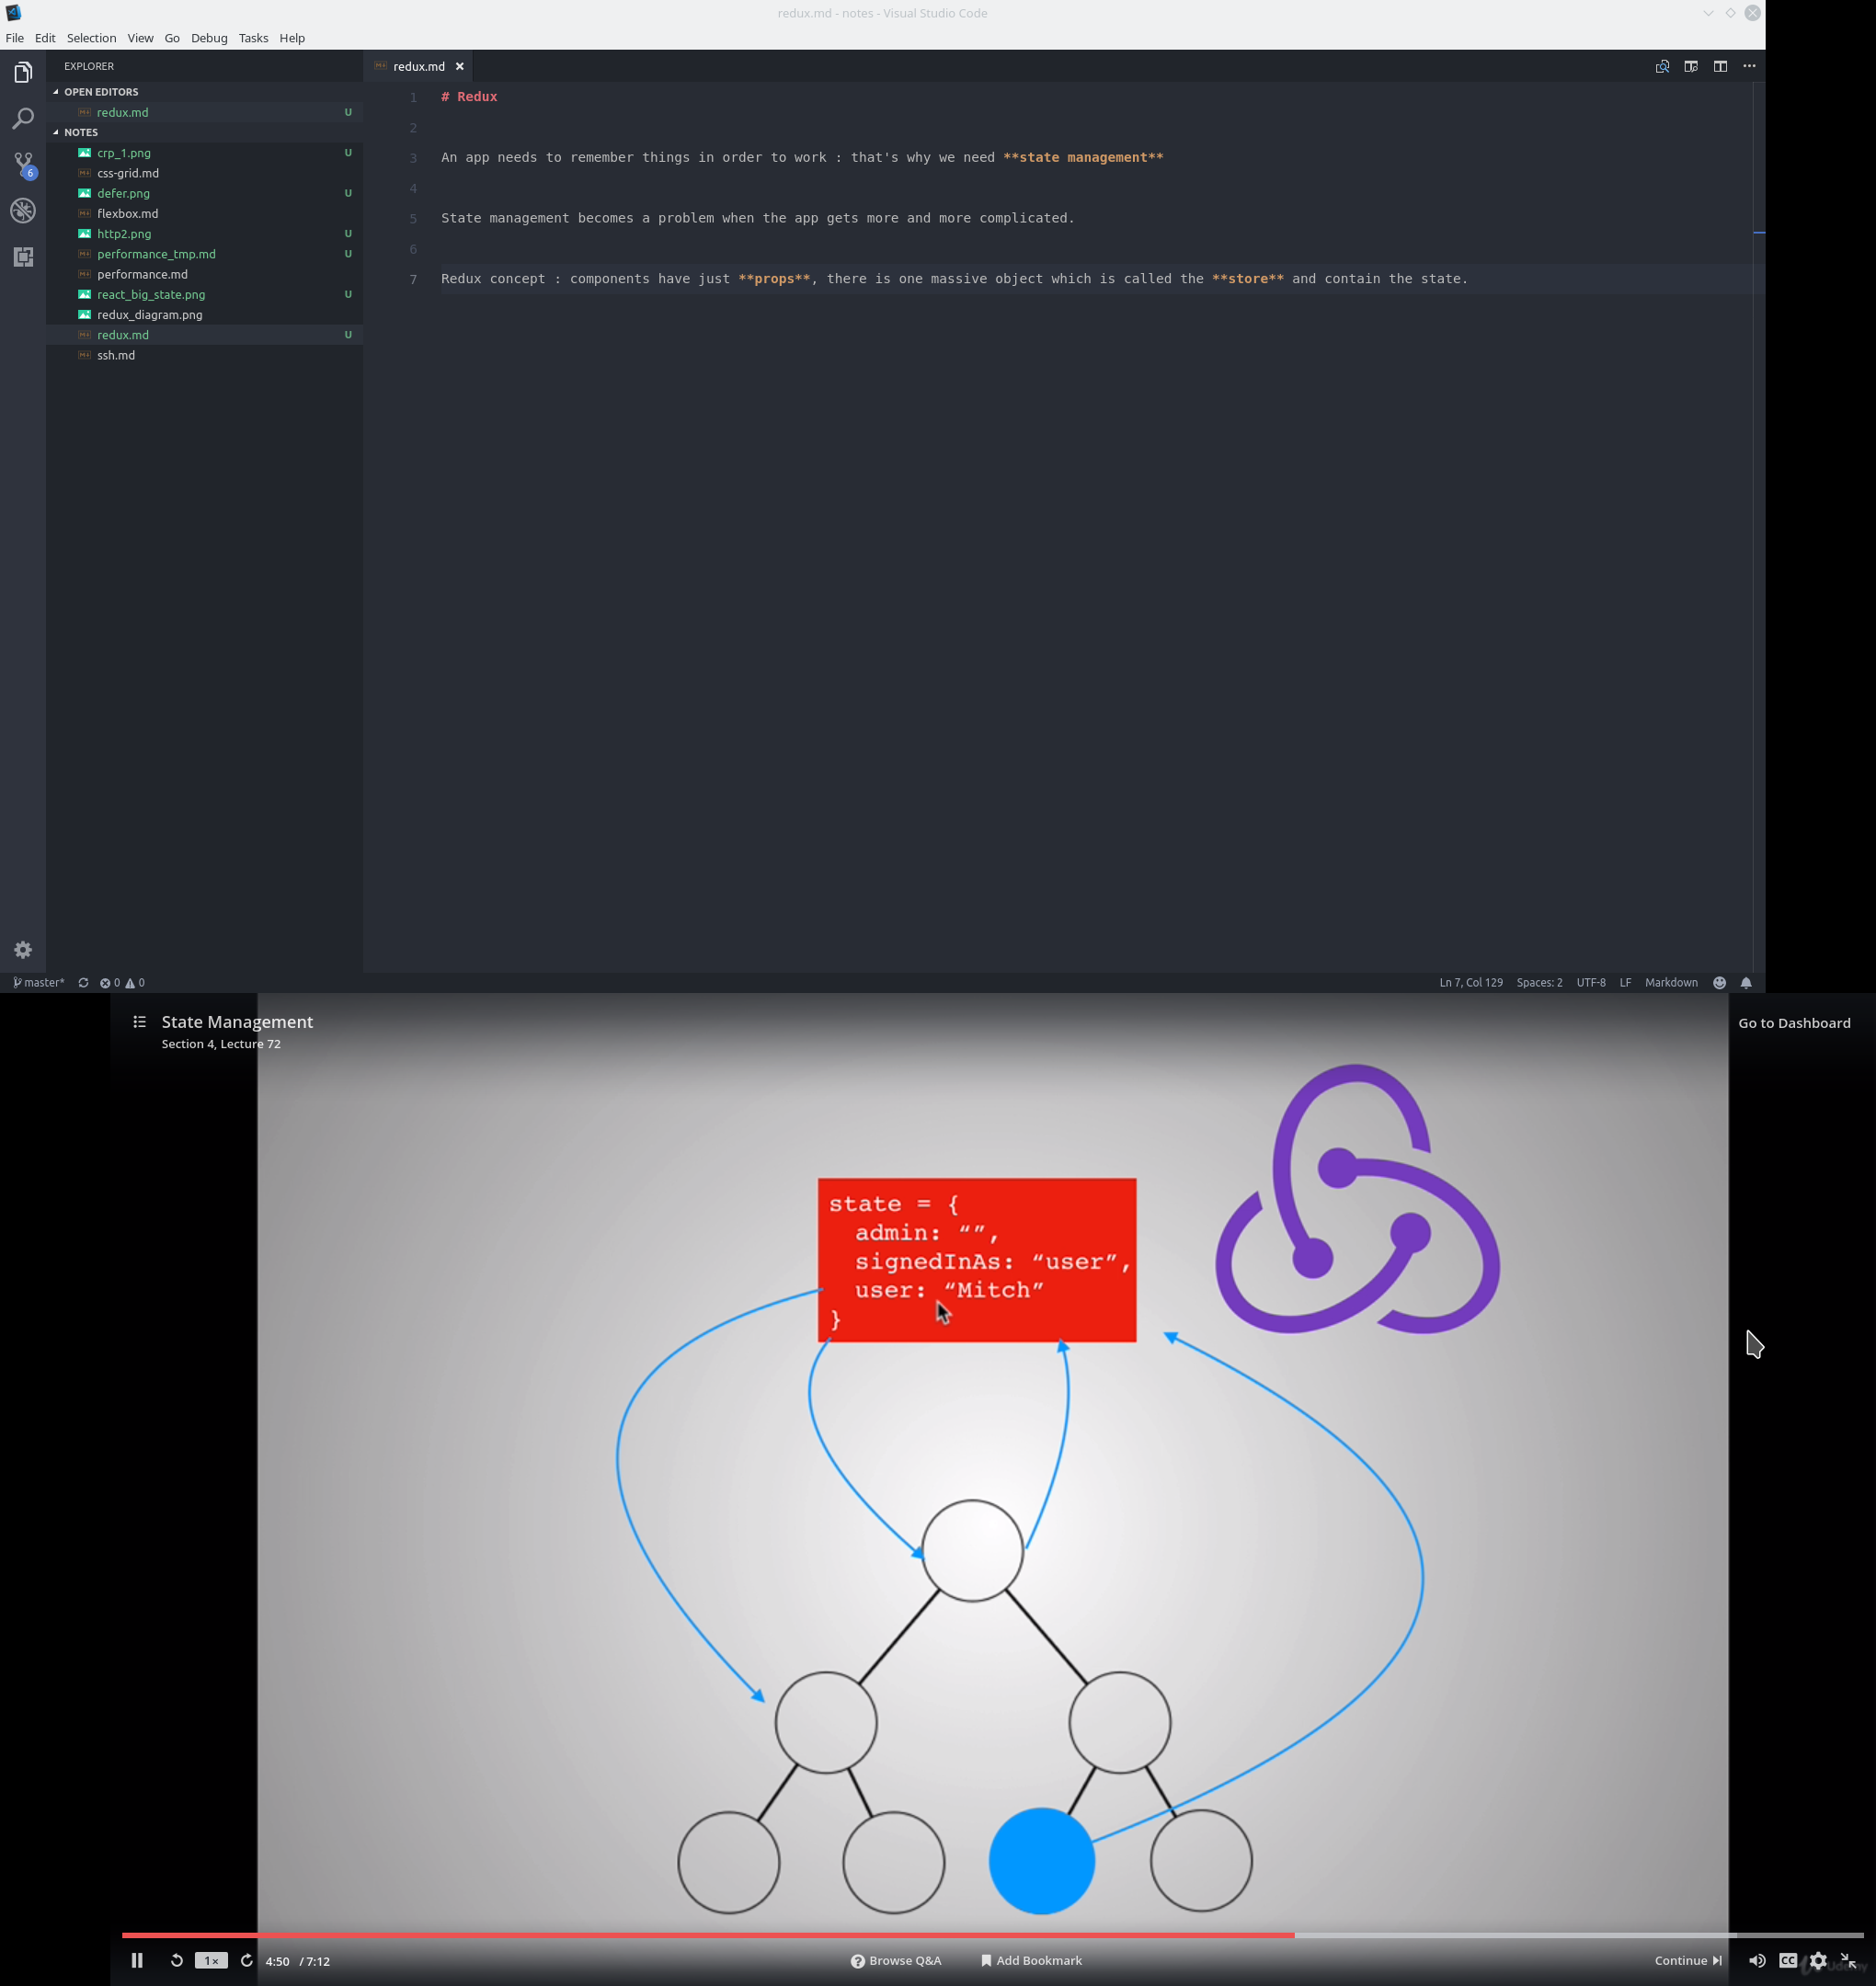 redux.md - notes - Visual Studio Code
File Edit Selection View Go Debug Tasks Help
EXPLORER
OPEN EDITORS
redux.md U
NOTES
crp_1.png U
css-grid.md
defer.png U
flexbox.md
http2.png U
performance_tmp.md U
performance.md
react_big_state.png U
redux_diagram.png
redux.md U
ssh.md
6
redux.md
1 # Redux
2
3 An app needs to remember things in order to work : that's why we need **state management**
4
5 State management becomes a problem when the app gets more and more complicated.
6
7 Redux concept : components have just **props**, there is one massive object which is called the **store** and contain the state.
master* 0 0 Ln 7, Col 129 Spaces: 2 UTF-8 LF Markdown
State Management
Section 4, Lecture 72
Go to Dashboard
state = {
admin: “”,
signedInAs: “user”,
user: “Mitch”
}
1× 4:50 / 7:12 Browse Q&A Add Bookmark Continue CC
Udemy